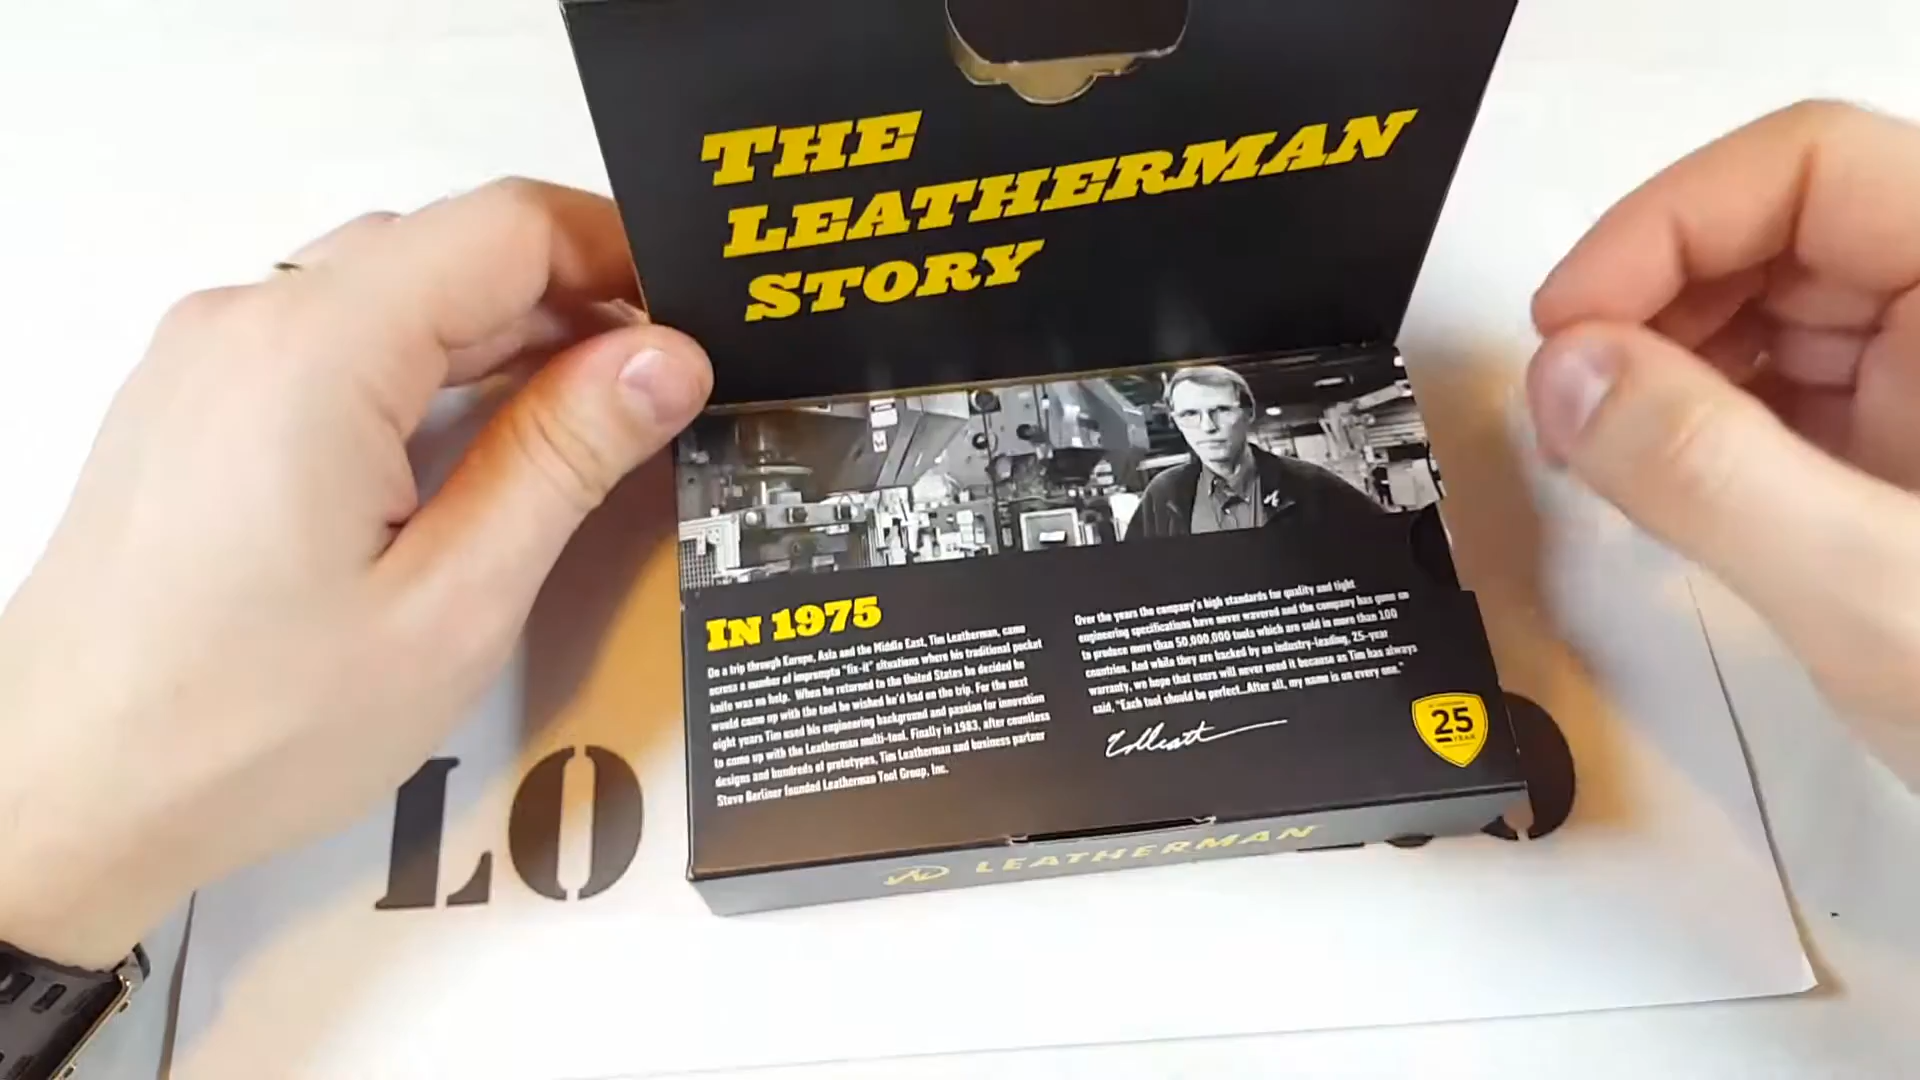 THE
LEATHERMAN
STORY
IN 1975
On a trip through Europe, Asia and the Middle East, Tim Leatherman, came
across a number of impromptu "fix-it" situations where his traditional pocket
knife was no help. When he returned to the United States he decided he
would come up with the tool he wished he'd had on the trip. For the next
eight years Tim used his engineering background and passion for innovation
to come up with the Leatherman multi-tool. Finally in 1983, after countless
designs and hundreds of prototypes, Tim Leatherman and business partner
Steve Berliner founded Leatherman Tool Group, Inc.
Over the years the company's high standards for quality and tight
engineering specifications have never wavered and the company has gone on
to produce more than 50,000,000 tools which are sold in more than 100
countries. And while they are backed by an industry-leading, 25-year
warranty, we hope that users will never need it because as Tim has always
said, "Each tool should be perfect...After all, my name is on every one."
25
YEAR
LEATHERMAN
LO